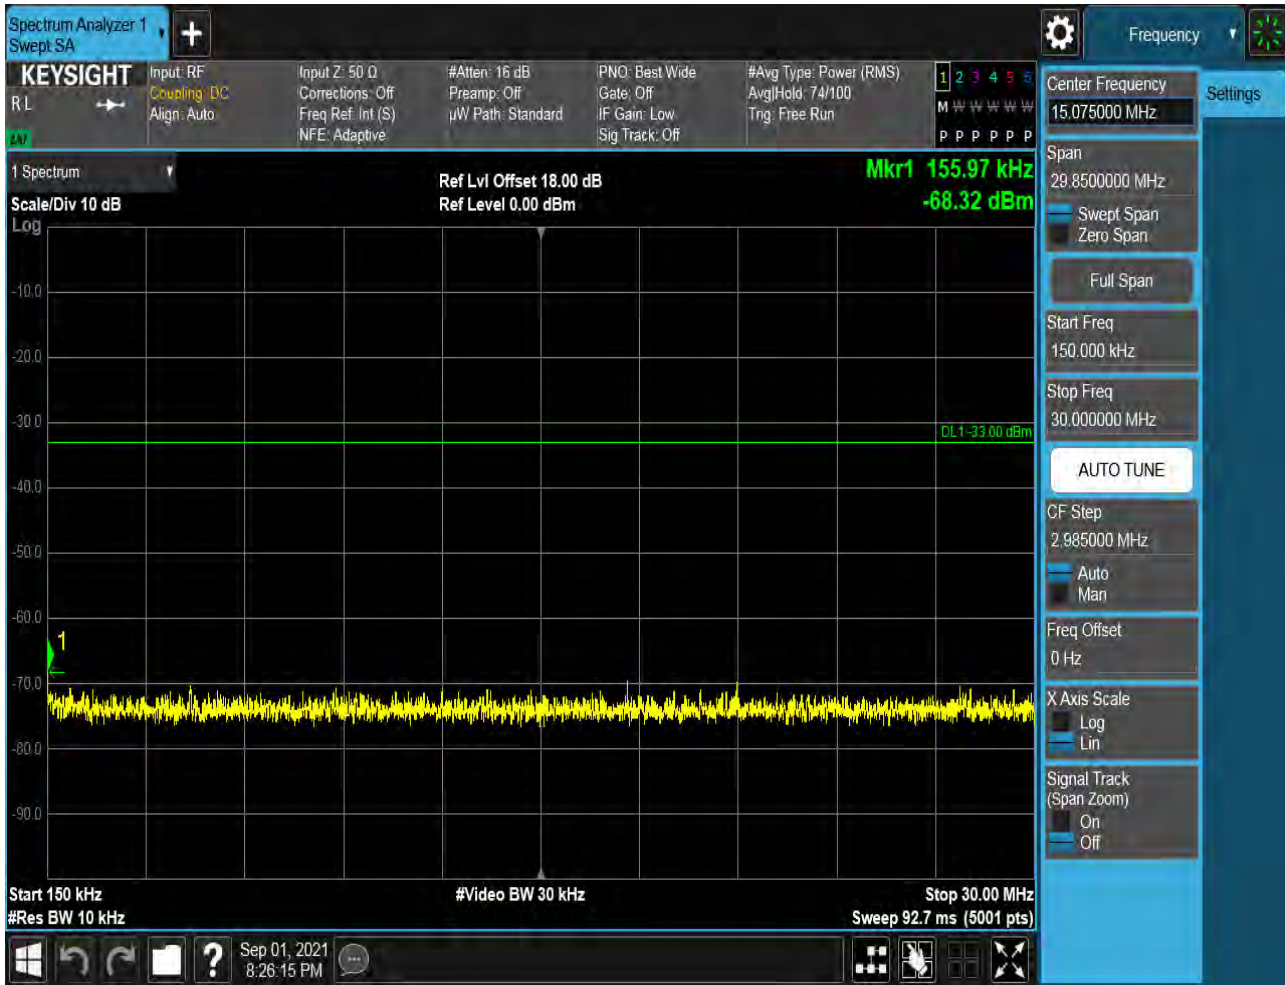 Spectrum Analyzer 1
Swept SA
Frequency
KEYSIGHT
R L
Input: RF
Coupling: DC
Align: Auto
Input Z: 50 Ω
Corrections: Off
Freq Ref: Int (S)
NFE: Adaptive
#Atten: 16 dB
Preamp: Off
µW Path: Standard
PNO: Best Wide
Gate: Off
IF Gain: Low
Sig Track: Off
#Avg Type: Power (RMS)
Avg|Hold: 74/100
Trig: Free Run
1 2 3 4 5 6
M W W W W W
P P P P P P
1 Spectrum
Scale/Div 10 dB
Log
Ref Lvl Offset 18.00 dB
Ref Level 0.00 dBm
Mkr1 155.97 kHz
-68.32 dBm
-10.0
-20.0
-30.0
DL1 -33.00 dBm
-40.0
-50.0
-60.0
1
-70.0
-80.0
-90.0
Start 150 kHz
#Video BW 30 kHz
Stop 30.00 MHz
#Res BW 10 kHz
Sweep 92.7 ms (5001 pts)
Sep 01, 2021
8:26:15 PM
Center Frequency
15.075000 MHz
Settings
Span
29.8500000 MHz
Swept Span
Zero Span
Full Span
Start Freq
150.000 kHz
Stop Freq
30.000000 MHz
AUTO TUNE
CF Step
2.985000 MHz
Auto
Man
Freq Offset
0 Hz
X Axis Scale
Log
Lin
Signal Track
(Span Zoom)
On
Off